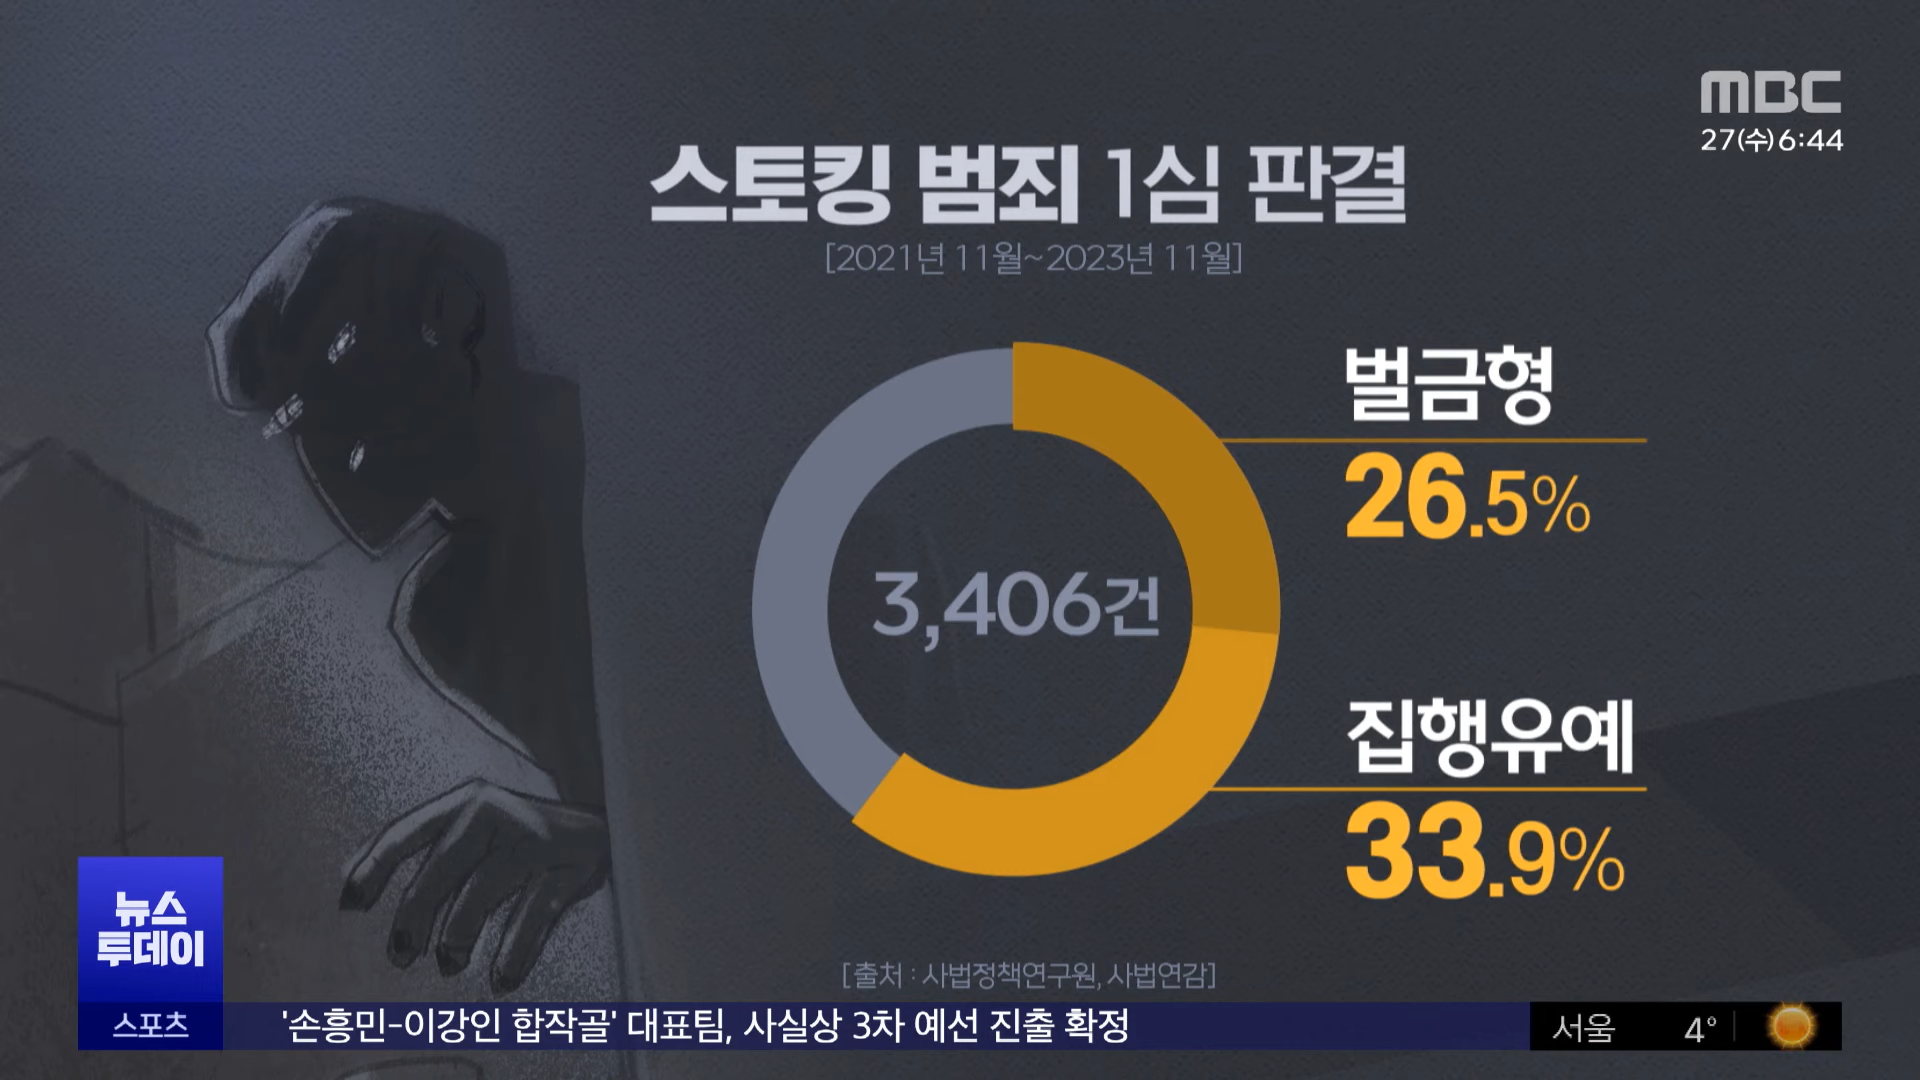 MBC
27(수)6:44
스토킹 범죄 1심 판결
[2021년 11월~2023년 11월]
벌금형
26.5%
3,406건
집행유예
33.9%
[출처 : 사법정책연구원, 사법연감]
뉴스
투데이
스포츠
'손흥민-이강인 합작골' 대표팀, 사실상 3차 예선 진출 확정
서울 4°